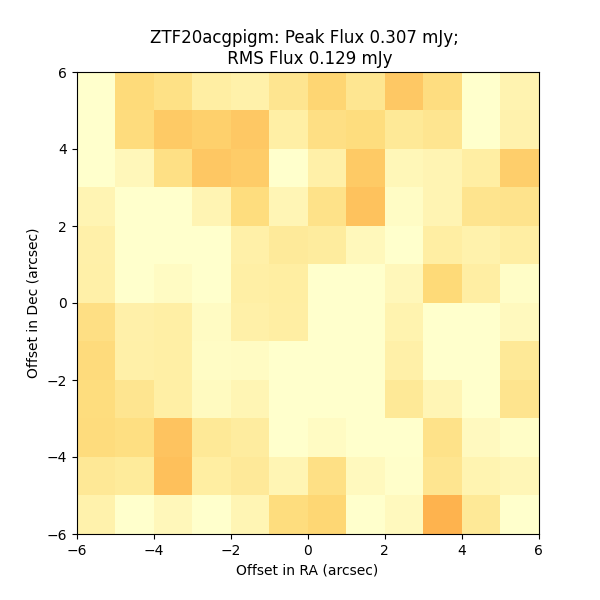 ZTF20acgpigm: Peak Flux 0.307 mJy;
RMS Flux 0.129 mJy
6
4
2
0
−2
−4
−6
Offset in Dec (arcsec)
−6 −4 −2 0 2 4 6
Offset in RA (arcsec)